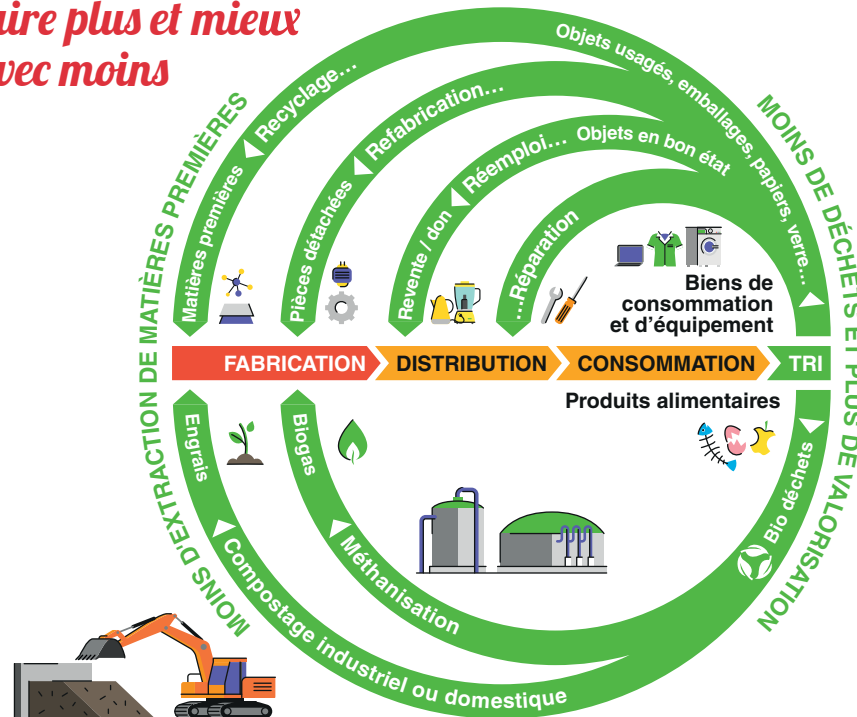 aire plus et mieux
vec moins
MOINS D'EXTRACTION DE MATIÈRES PREMIÈRES
MOINS DE DÉCHETS ET PLUS DE VALORISATION
Objets usagés, emballages, papiers, verre...
Recyclage...
Matières premières
Refabrication...
Pièces détachées
Objets en bon état
Réemploi...
Revente / don
...Réparation
Biens de
consommation
et d'équipement
FABRICATION
DISTRIBUTION
CONSOMMATION
TRI
Produits alimentaires
Bio déchets
Engrais
Biogas
Méthanisation
Compostage industriel ou domestique